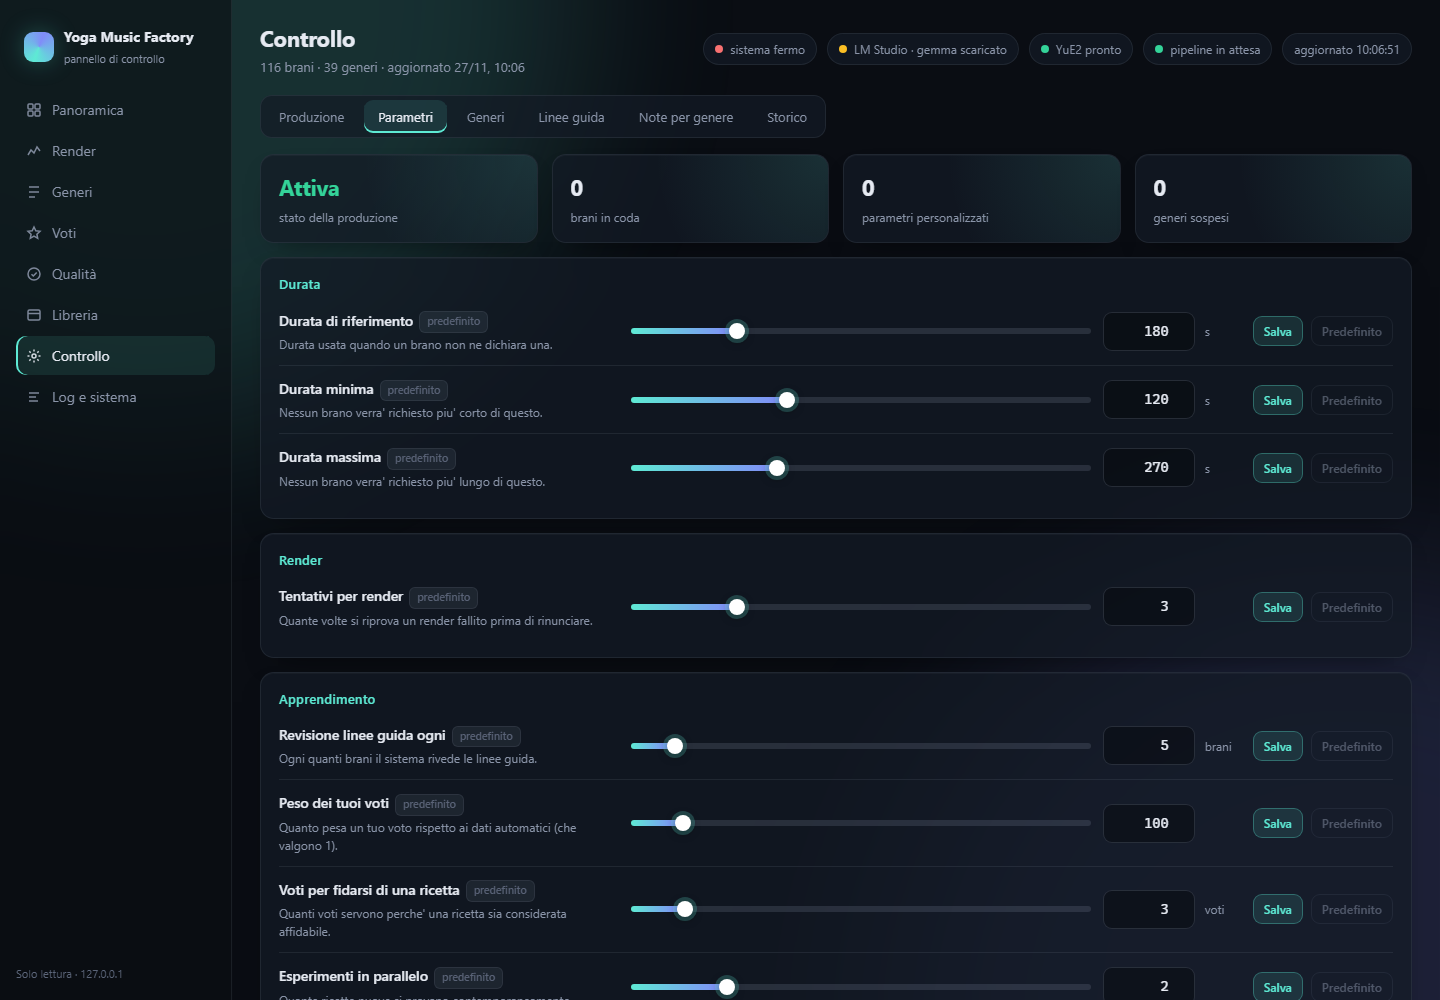 Yoga Music Factory
pannello di controllo
Panoramica
Render
Generi
Voti
Qualità
Libreria
Controllo
Log e sistema
Solo lettura · 127.0.0.1
Controllo
116 brani · 39 generi · aggiornato 27/11, 10:06
sistema fermo
LM Studio · gemma scaricato
YuE2 pronto
pipeline in attesa
aggiornato 10:06:51
Produzione
Parametri
Generi
Linee guida
Note per genere
Storico
Attiva
stato della produzione
0
brani in coda
0
parametri personalizzati
0
generi sospesi
Durata
Durata di riferimento predefinito
Durata usata quando un brano non ne dichiara una.
180 s Salva Predefinito
Durata minima predefinito
Nessun brano verra' richiesto piu' corto di questo.
120 s Salva Predefinito
Durata massima predefinito
Nessun brano verra' richiesto piu' lungo di questo.
270 s Salva Predefinito
Render
Tentativi per render predefinito
Quante volte si riprova un render fallito prima di rinunciare.
3 Salva Predefinito
Apprendimento
Revisione linee guida ogni predefinito
Ogni quanti brani il sistema rivede le linee guida.
5 brani Salva Predefinito
Peso dei tuoi voti predefinito
Quanto pesa un tuo voto rispetto ai dati automatici (che
valgono 1).
100 Salva Predefinito
Voti per fidarsi di una ricetta predefinito
Quanti voti servono perche' una ricetta sia considerata
affidabile.
3 voti Salva Predefinito
Esperimenti in parallelo predefinito
2 Salva Predefinito